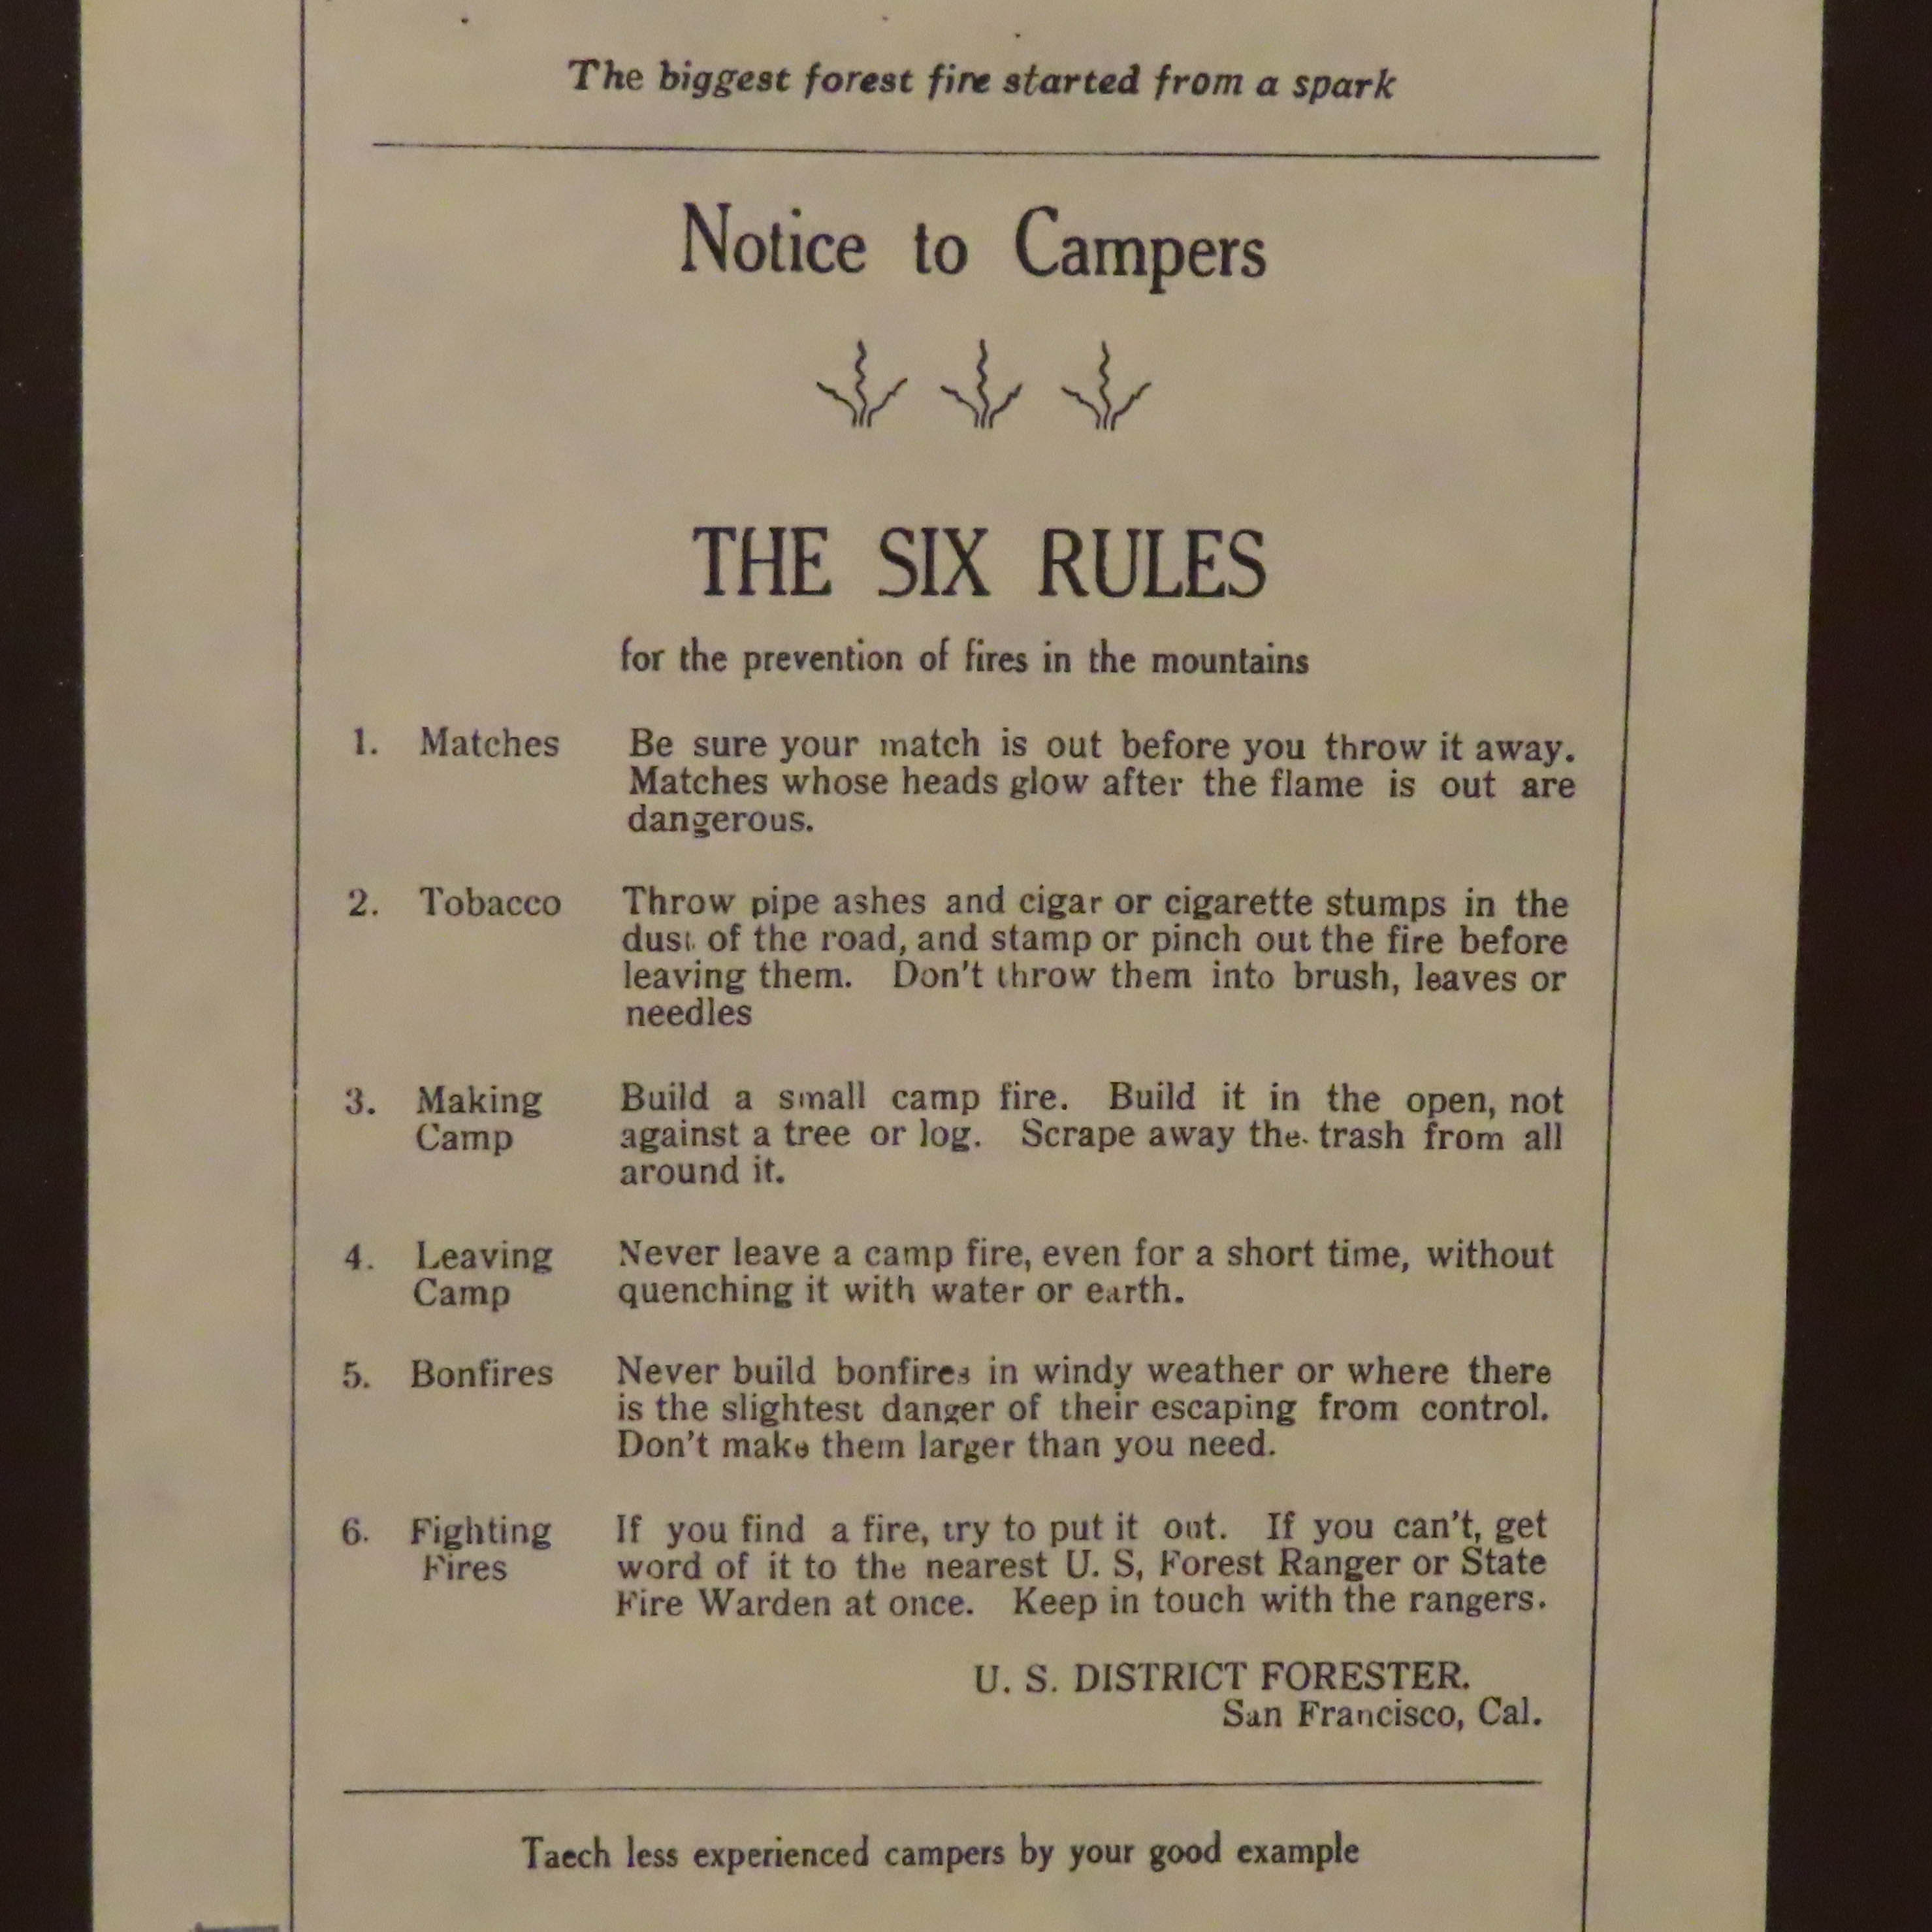 The biggest forest fire started from a spark
Notice to Campers
THE SIX RULES
for the prevention of fires in the mountains
1. Matches Be sure your match is out before you throw it away.
Matches whose heads glow after the flame is out are
dangerous.
2. Tobacco Throw pipe ashes and cigar or cigarette stumps in the
dust of the road, and stamp or pinch out the fire before
leaving them. Don't throw them into brush, leaves or
needles
3. Making Build a small camp fire. Build it in the open, not
Camp against a tree or log. Scrape away the trash from all
around it.
4. Leaving Never leave a camp fire, even for a short time, without
Camp quenching it with water or earth.
5. Bonfires Never build bonfires in windy weather or where there
is the slightest danger of their escaping from control.
Don't make them larger than you need.
6. Fighting If you find a fire, try to put it out. If you can't, get
Fires word of it to the nearest U. S, Forest Ranger or State
Fire Warden at once. Keep in touch with the rangers.
U. S. DISTRICT FORESTER.
San Francisco, Cal.
Taech less experienced campers by your good example